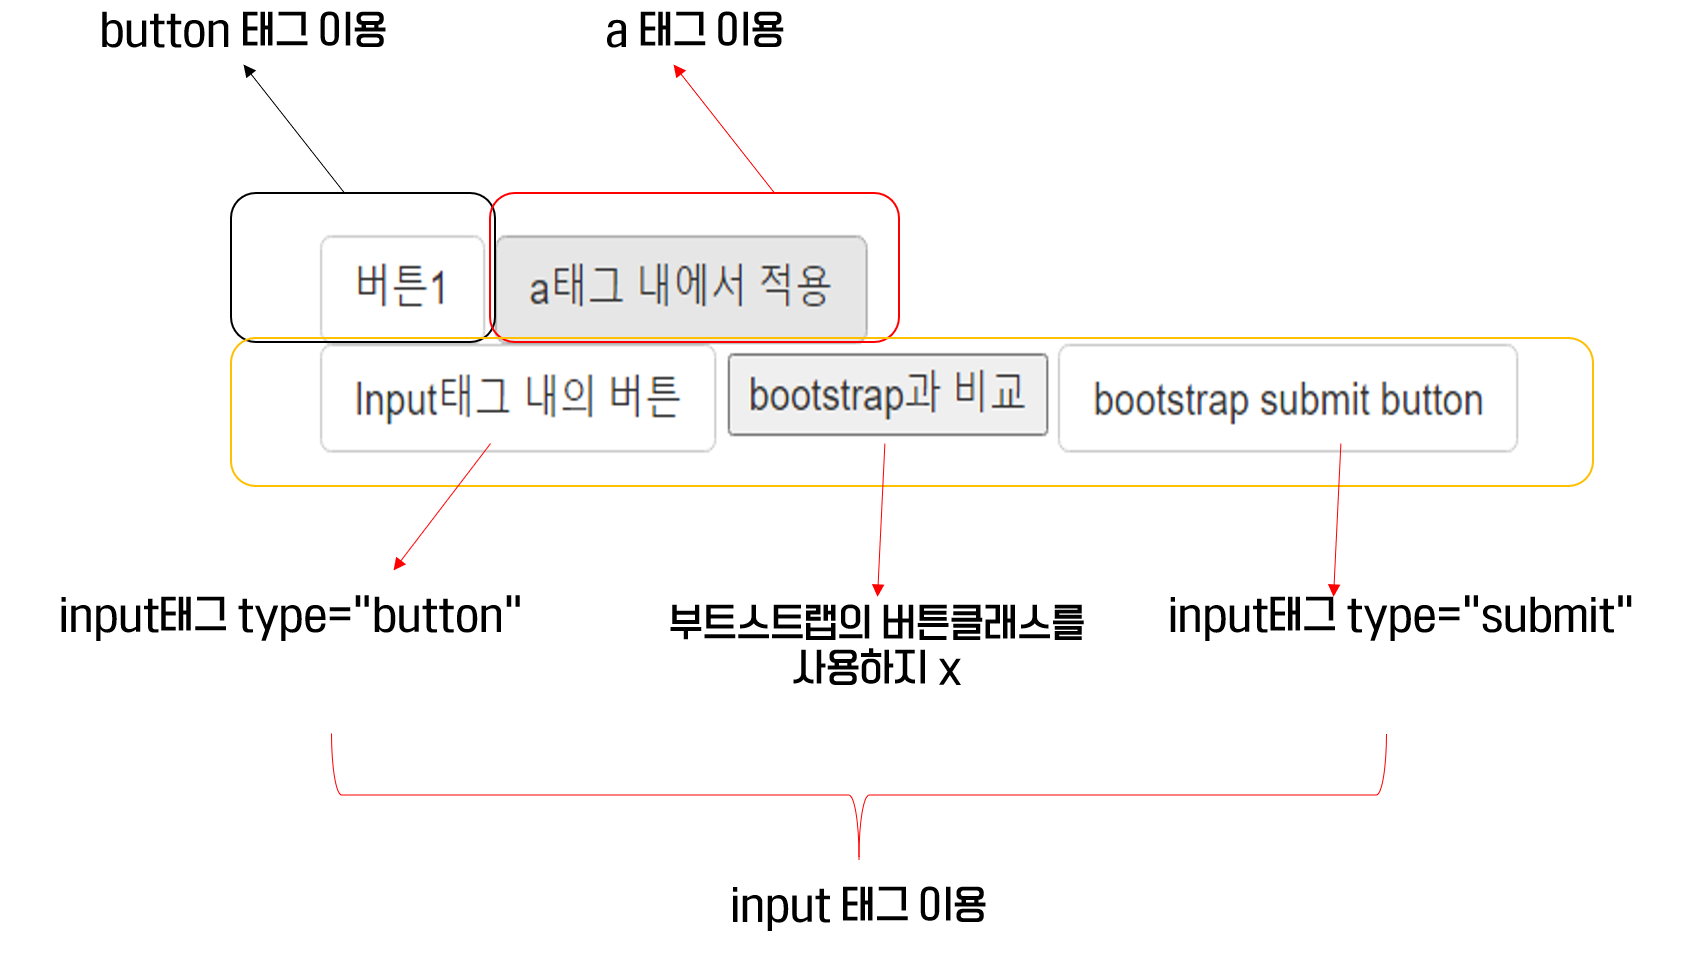 button 태그 이용
a 태그 이용
버튼1
a태그 내에서 적용
Input태그 내의 버튼
bootstrap과 비교
bootstrap submit button
input태그 type="button"
부트스트랩의 버튼클래스를
사용하지 x
input태그 type="submit"
input 태그 이용